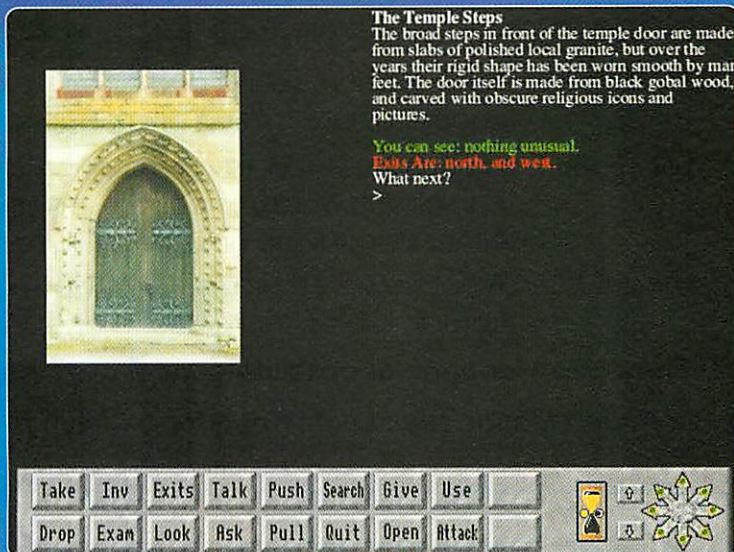 The Temple Steps
The broad steps in front of the temple door are made
from slabs of polished local granite, but over the
years their rigid shape has been worn smooth by
feet. The door itself is made from black gobal wood,
and carved with obscure religious icons and
pictures.
You can see: nothing unusual.
Exits Are: north, and west.
What next?
>
Take Inv Exits Talk Push Search Give Use
Drop Exam Look Ask Pull Quit Open Attack